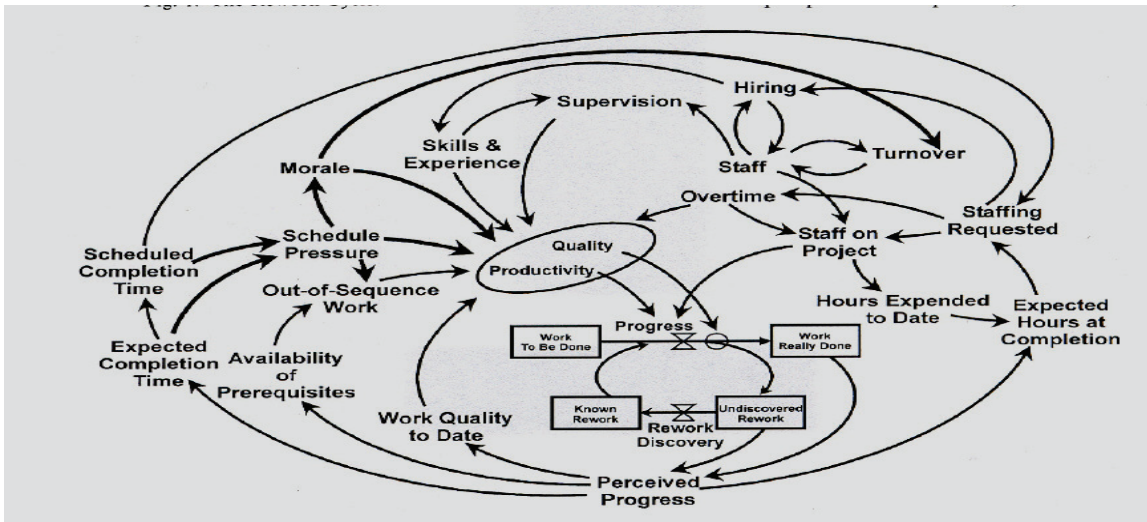 Hiring
Supervision
Skills &
Experience
Turnover
Morale
Staff
Overtime
Staffing
Requested
Schedule
Pressure
Quality
Staff on
Project
Scheduled
Completion
Time
Productivity
Out-of-Sequence
Work
Hours Expended
to Date
Expected
Hours at
Completion
Progress
Work
To Be Done
Work
Really Done
Expected
Completion
Time
Availability
of
Prerequisites
Known
Rework
Undiscovered
Rework
Rework
Discovery
Work Quality
to Date
Perceived
Progress